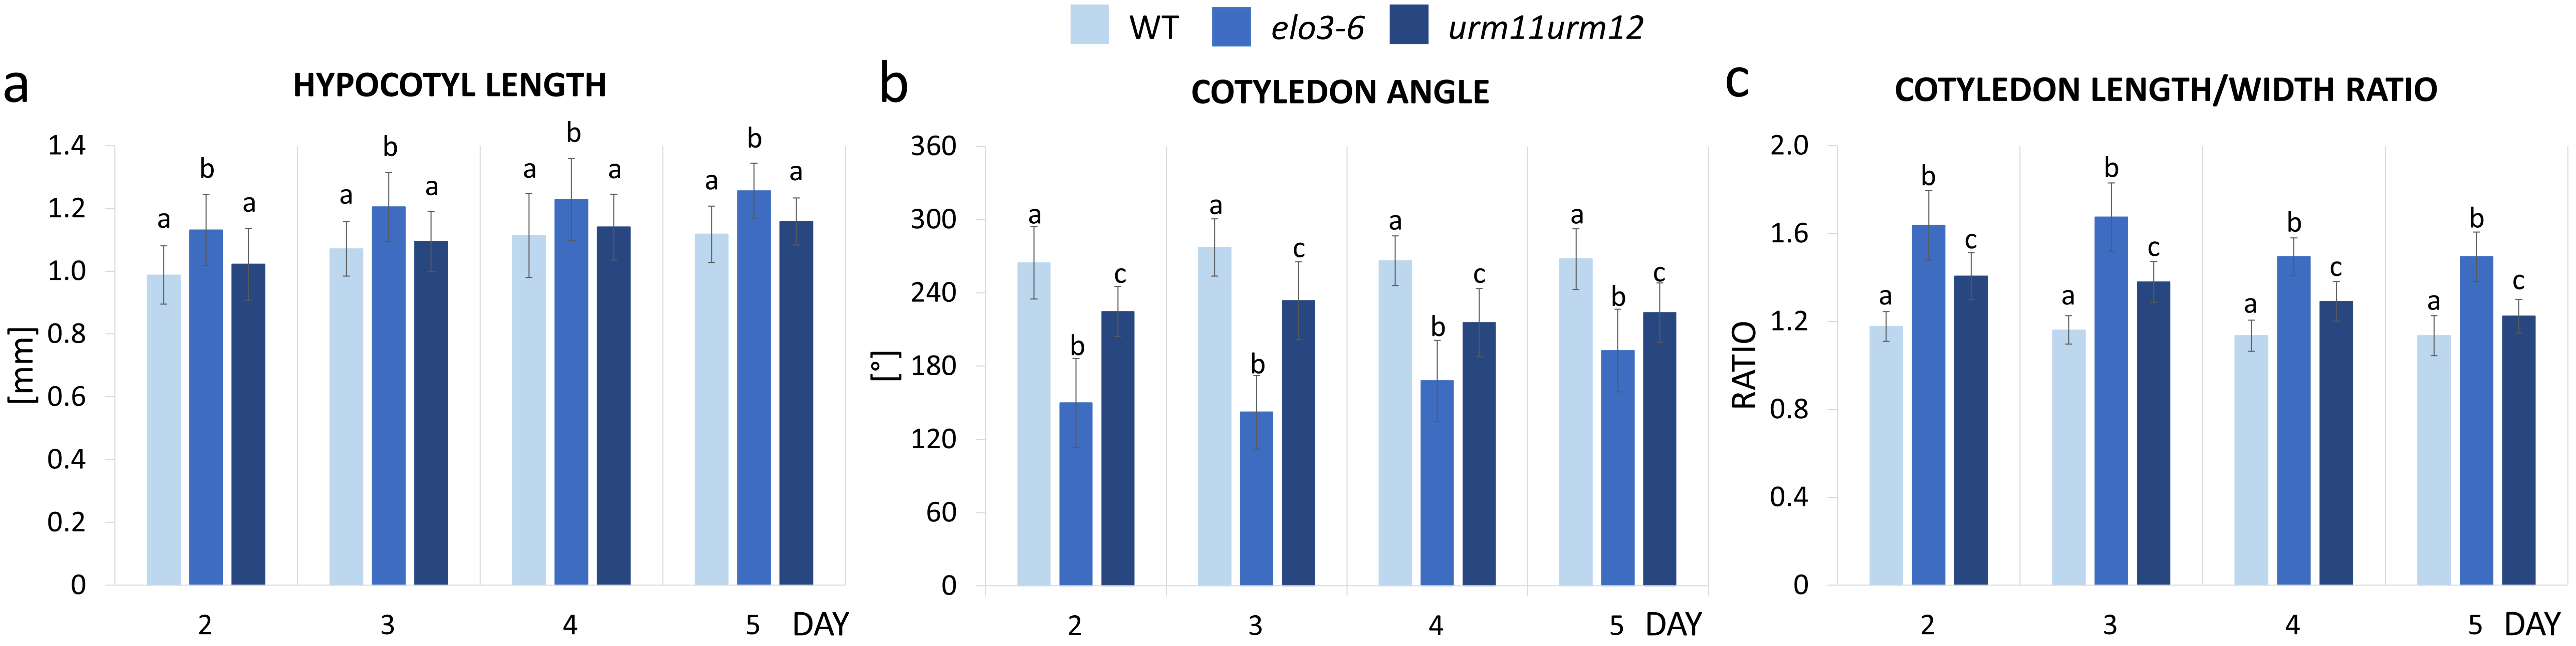 WT elo3-6 urm11urm12
a HYPOCOTYL LENGTH
[mm]
1.4
1.2
1.0
0.8
0.6
0.4
0.2
0
a b a a b a a b a a b a
2 3 4 5 DAY
b COTYLEDON ANGLE
[°]
360
300
240
180
120
60
0
a b c a b c a b c a b c
2 3 4 5 DAY
c COTYLEDON LENGTH/WIDTH RATIO
RATIO
2.0
1.6
1.2
0.8
0.4
0
a b c a b c a b c a b c
2 3 4 5 DAY